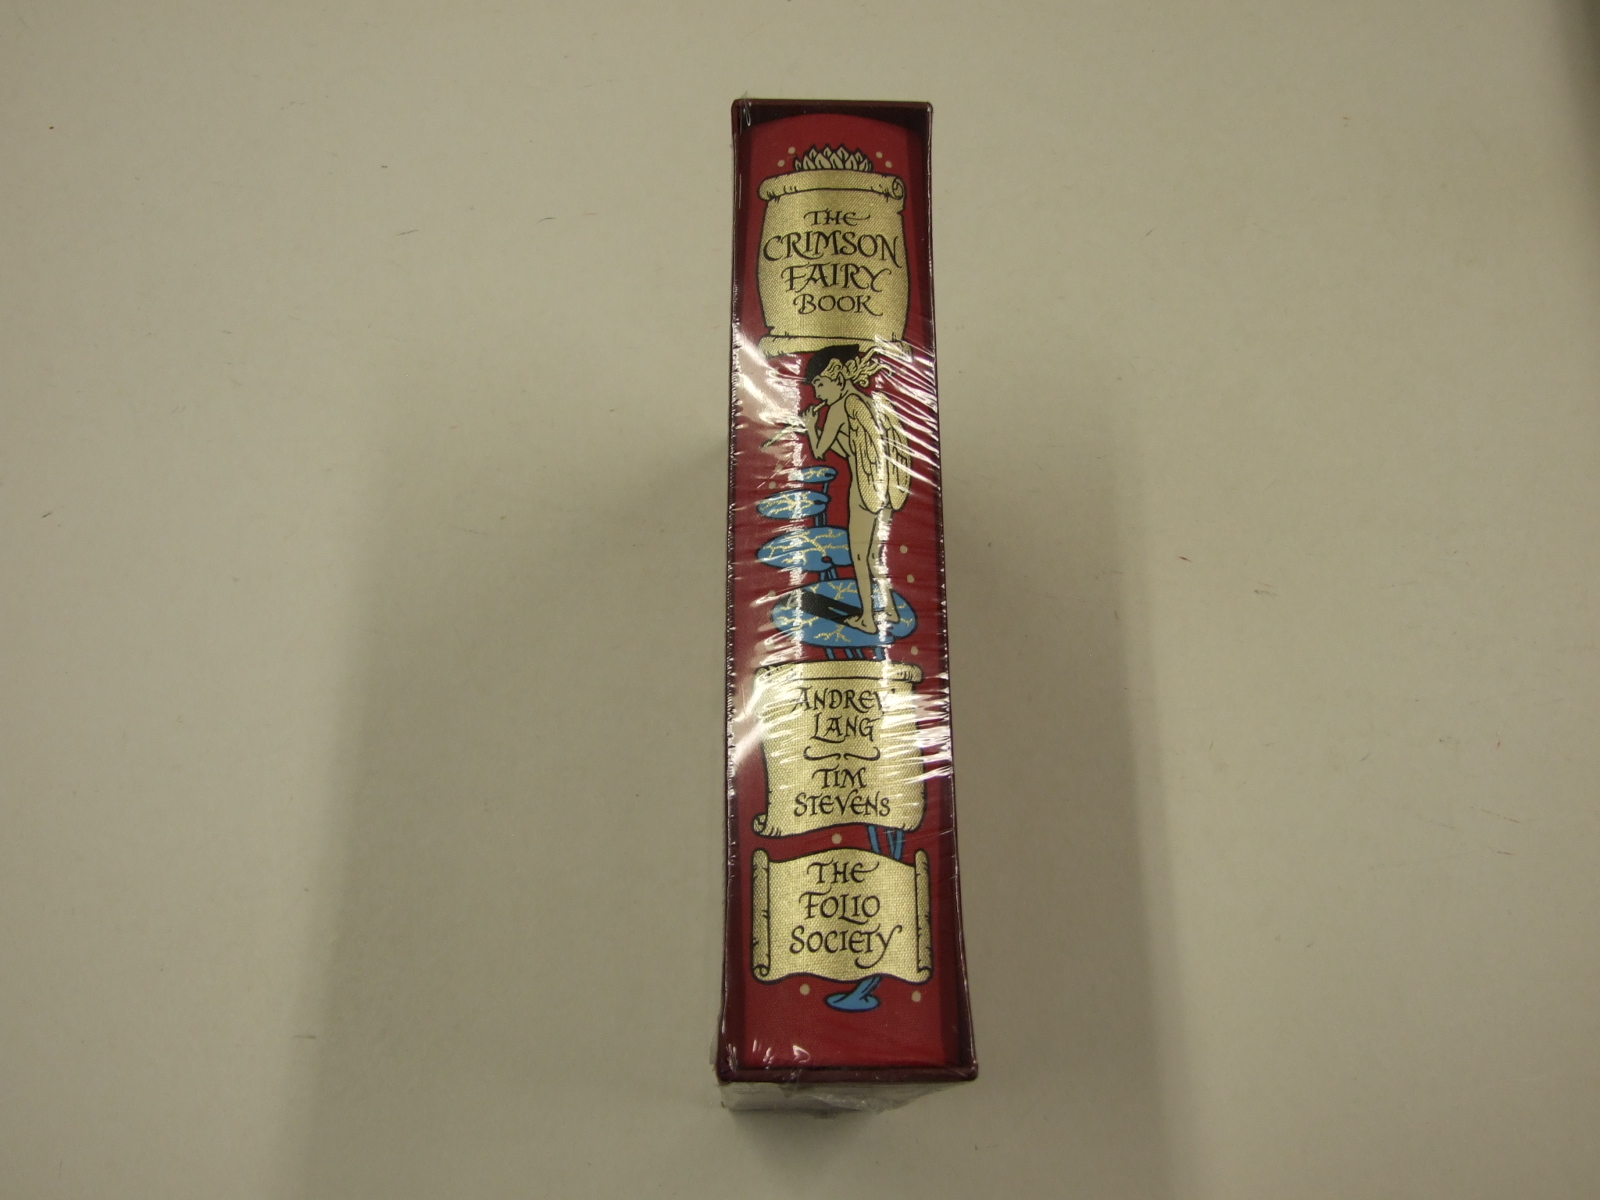 THE
CRIMSON
FAIRY
BOOK
ANDREW
LANG
TIM
STEVENS
THE
FOLIO
SOCIETY